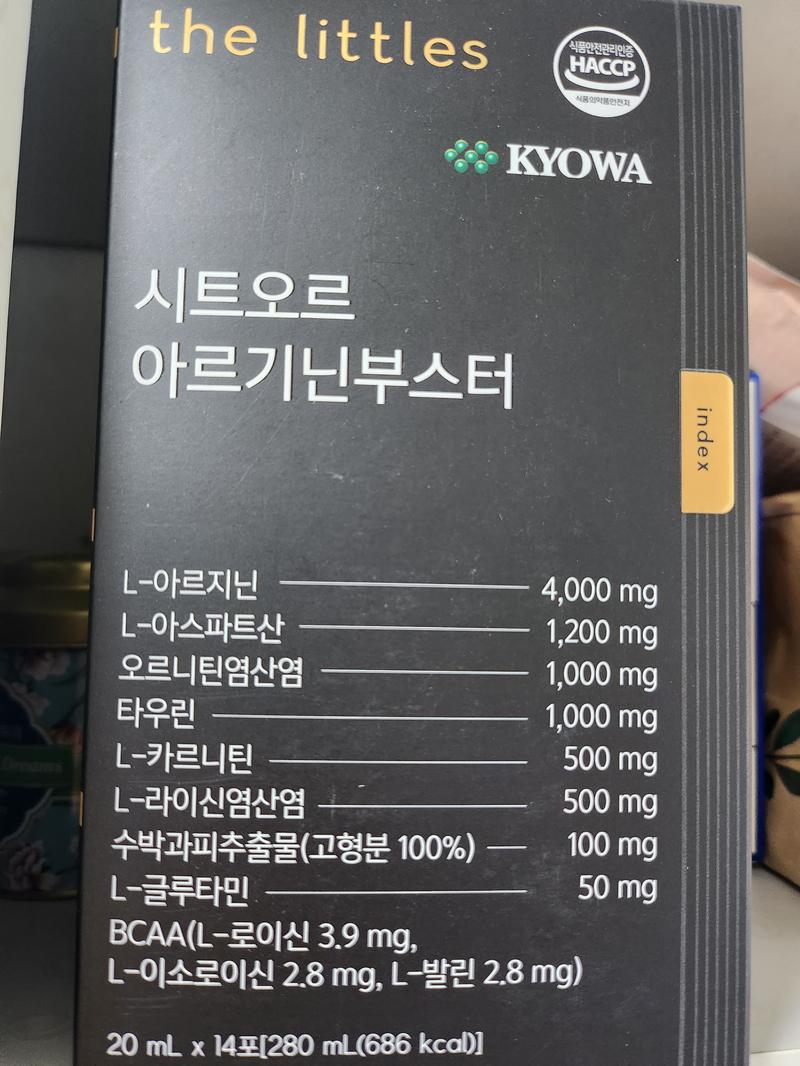 the littles
식품안전관리인증
HACCP
식품의약품안전처
KYOWA
시트오르
아르기닌부스터
index
L-아르지닌 4,000 mg
L-아스파트산 1,200 mg
오르니틴염산염 1,000 mg
타우린 1,000 mg
L-카르니틴 500 mg
L-라이신염산염 500 mg
수박과피추출물(고형분 100%) 100 mg
L-글루타민 50 mg
BCAA(L-로이신 3.9 mg,
L-이소로이신 2.8 mg, L-발린 2.8 mg)
20 mL x 14포[280 mL(686 kcal)]